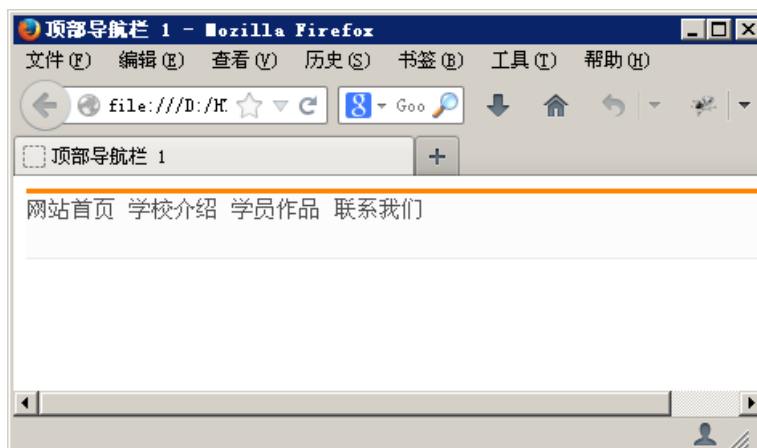 顶部导航栏 1 - Mozilla Firefox
文件(F) 编辑(E) 查看(V) 历史(S) 书签(B) 工具(T) 帮助(H)
file:///D:/H Goo
顶部导航栏 1
网站首页 学校介绍 学员作品 联系我们